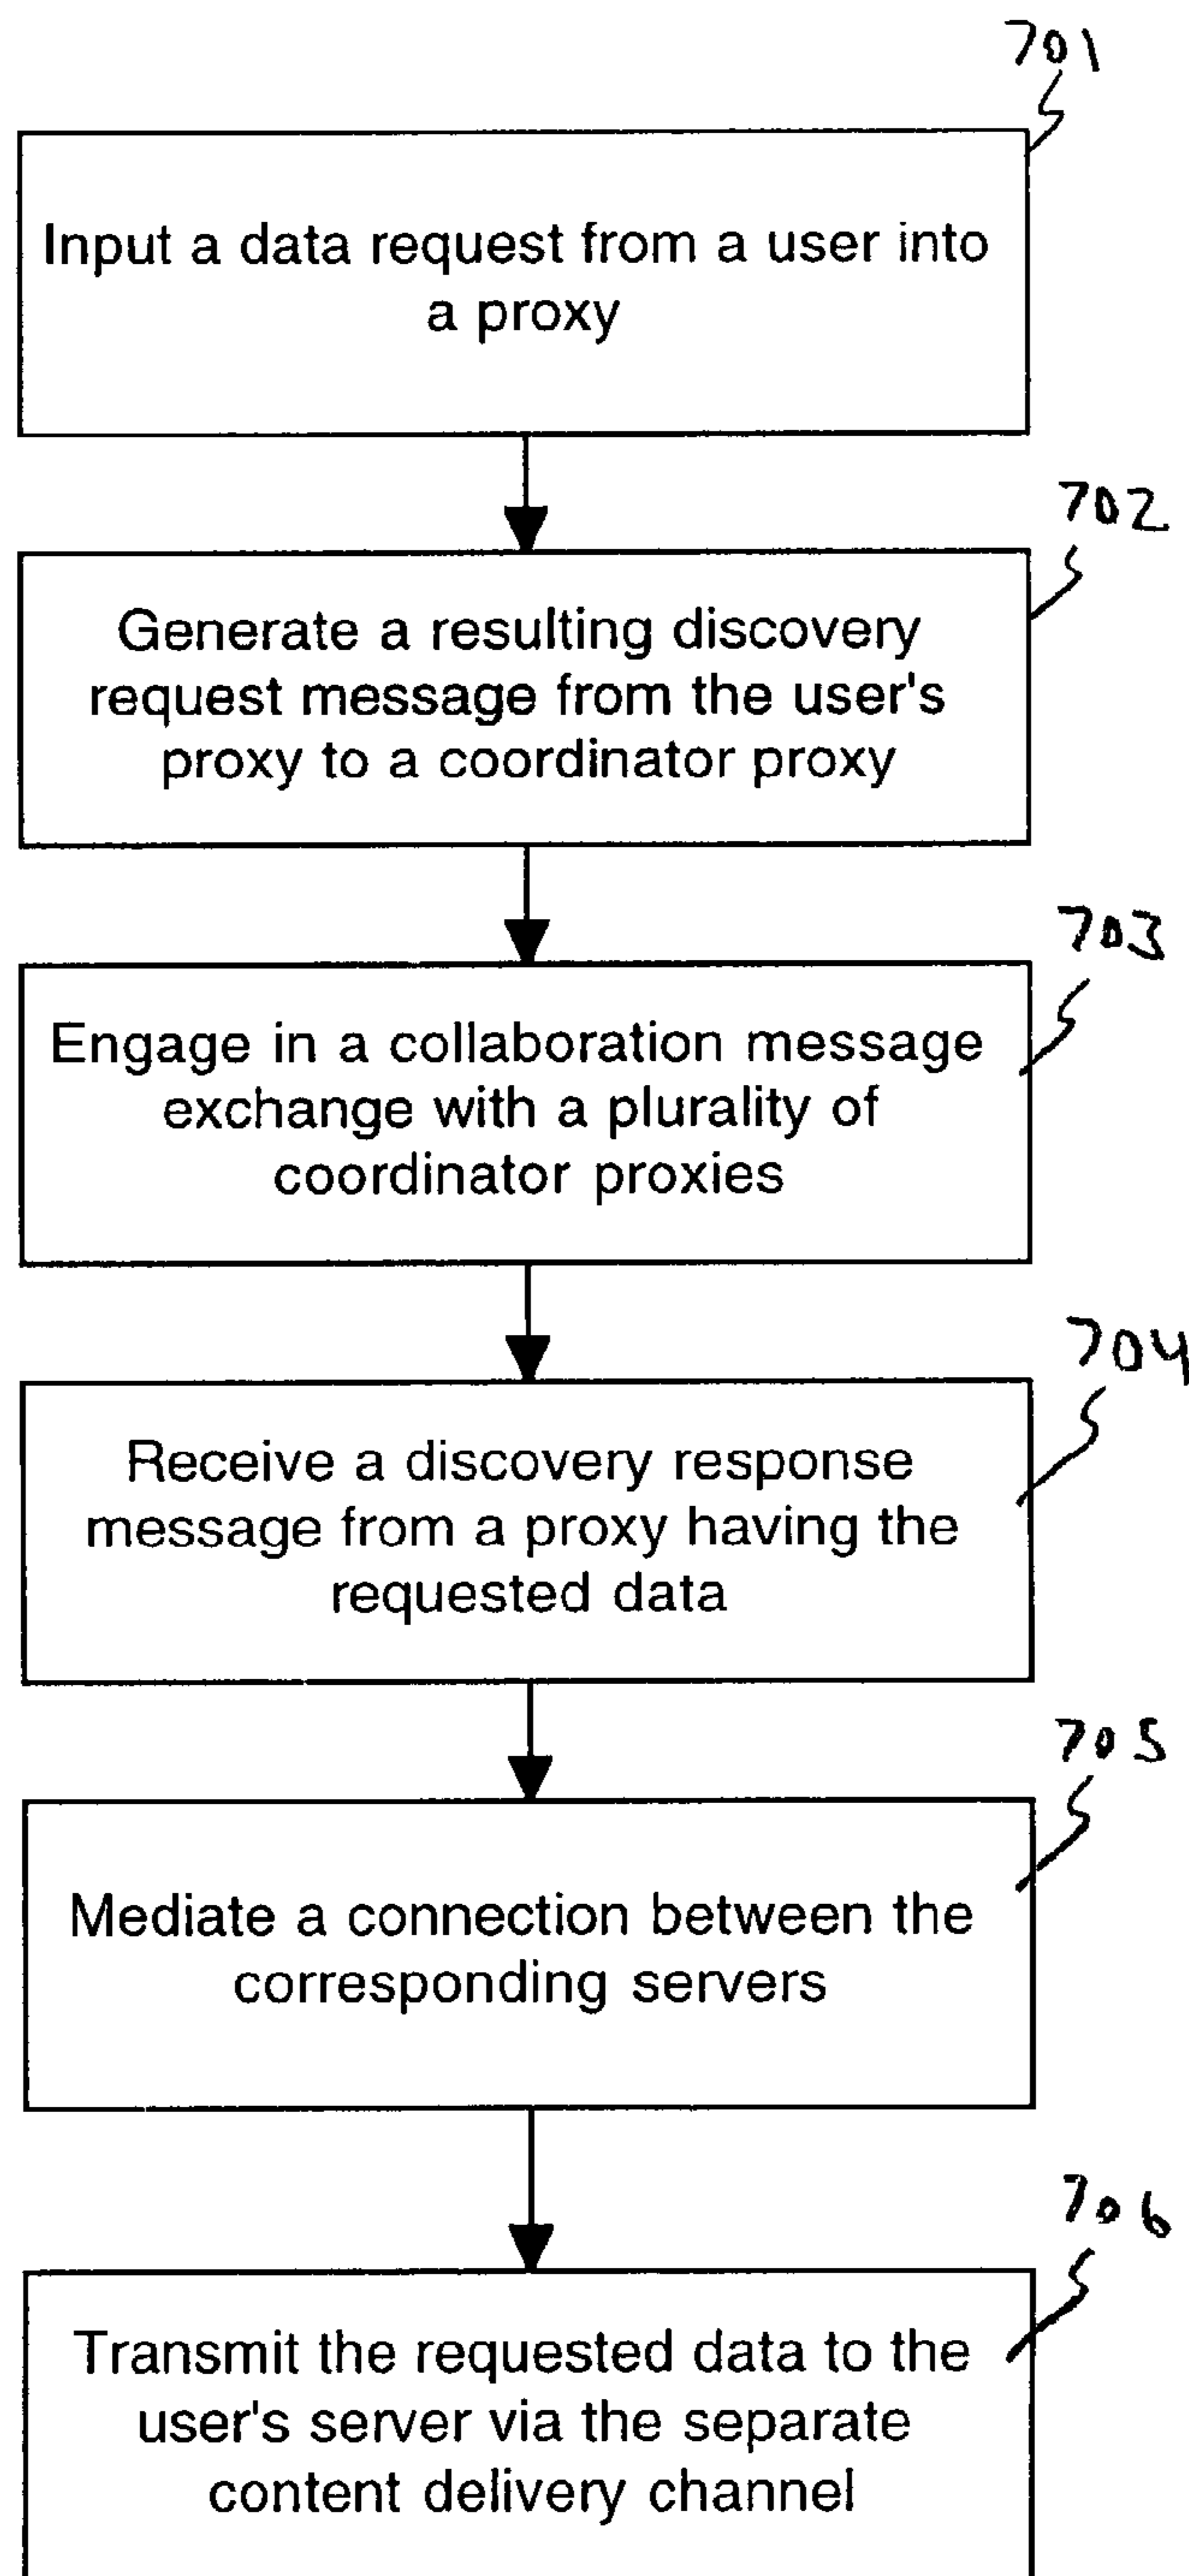 701
Input a data request from a user into
a proxy
702
Generate a resulting discovery
request message from the user's
proxy to a coordinator proxy
703
Engage in a collaboration message
exchange with a plurality of
coordinator proxies
704
Receive a discovery response
message from a proxy having the
requested data
705
Mediate a connection between the
corresponding servers
706
Transmit the requested data to the
user's server via the separate
content delivery channel